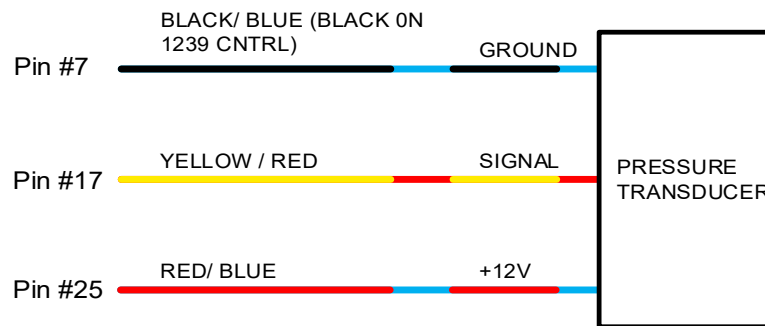 BLACK/ BLUE (BLACK 0N
1239 CNTRL)
Pin #7
GROUND
YELLOW / RED
SIGNAL
Pin #17
PRESSURE
TRANSDUCER
RED/ BLUE
+12V
Pin #25